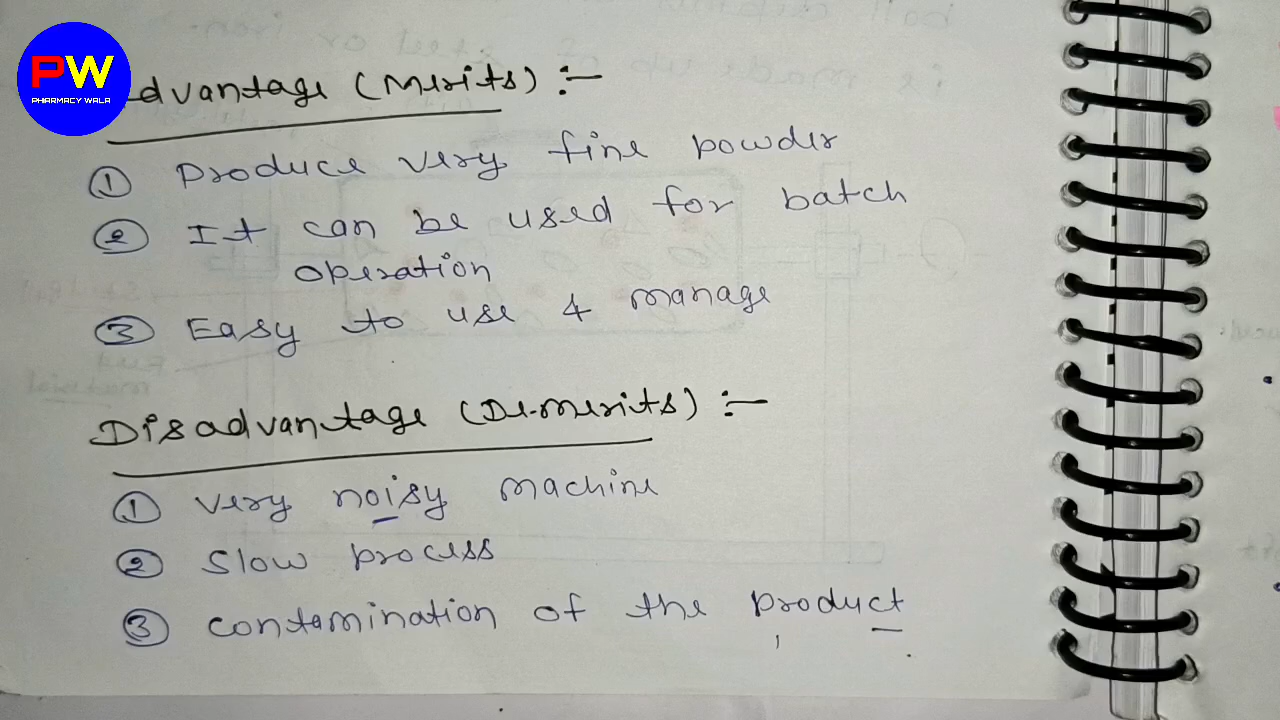 PW
PHARMACY WALA
dvantage (Merits) :-
① Produce very fine powder
② It can be used for batch
operation
③ Easy to use & manage
Disadvantage (De-merits) :-
① very noisy machine
② Slow process
③ contamination of the product